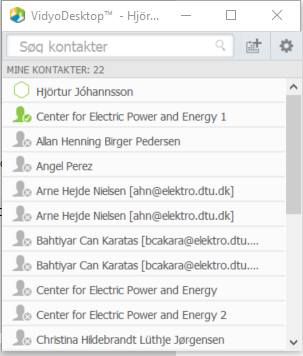 VidyoDesktop™ - Hjör...
Søg kontakter
MINE KONTAKTER: 22
Hjörtur Jóhannsson
Center for Electric Power and Energy 1
Allan Henning Birger Pedersen
Angel Perez
Arne Hejde Nielsen [ahn@elektro.dtu.dk]
Arne Hejde Nielsen [ahn@elektro.dtu.dk]
Bahtiyar Can Karatas [bcakara@elektro.dtu....
Bahtiyar Can Karatas [bcakara@elektro.dtu....
Center for Electric Power and Energy
Center for Electric Power and Energy 2
Christina Hildebrandt Lüthje Jørgensen